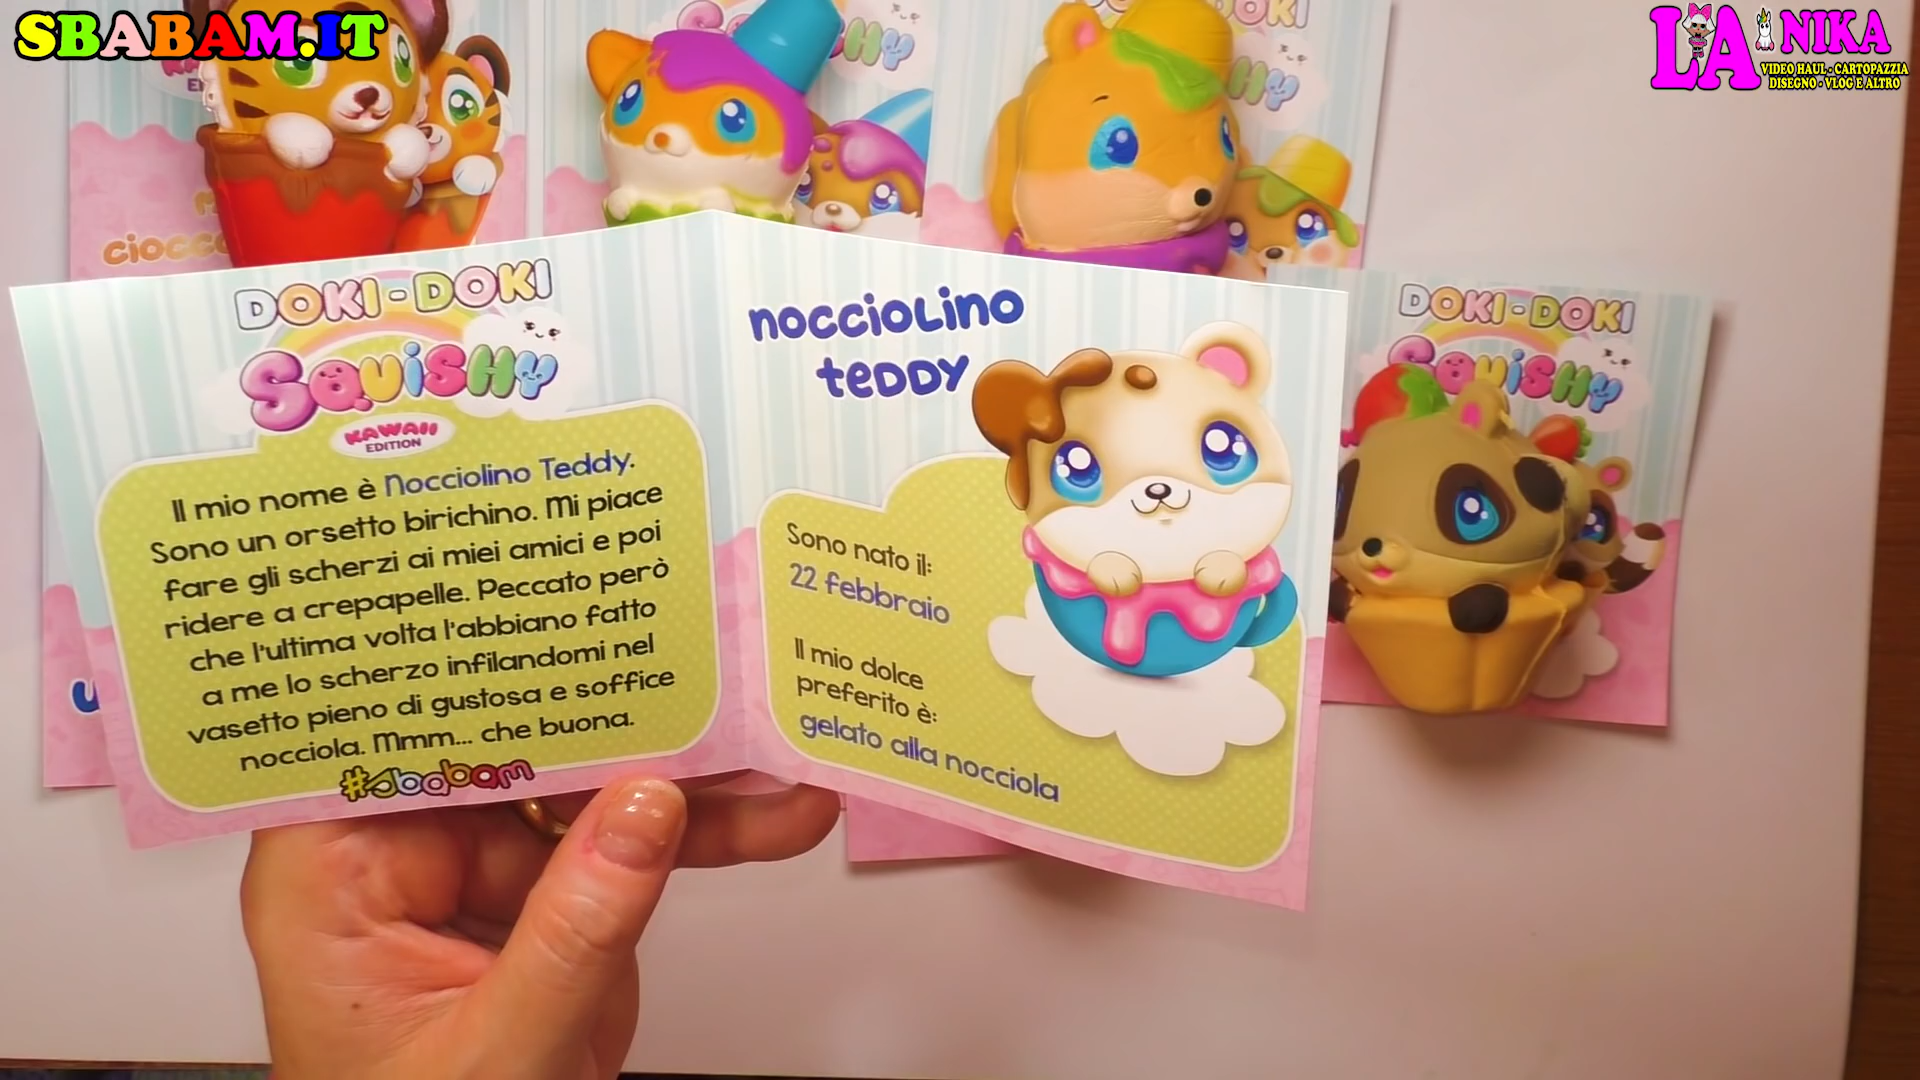 SBABAM.IT
LA NIKA
VIDEO HAUL - CARTOPAZZIA
DISEGNO - VLOG E ALTRO
DOKI-DOKI
SQUISHY
KAWAII
EDITION
Il mio nome è Nocciolino Teddy.
Sono un orsetto birichino. Mi piace
fare gli scherzi ai miei amici e poi
ridere a crepapelle. Peccato però
che l'ultima volta l'abbiano fatto
a me lo scherzo infilandomi nel
vasetto pieno di gustosa e soffice
nocciola. Mmm... che buona.
#Sbabam
nocciolino
teddy
Sono nato il:
22 febbraio
Il mio dolce
preferito è:
gelato alla nocciola
DOKI-DOKI
SQUISHY